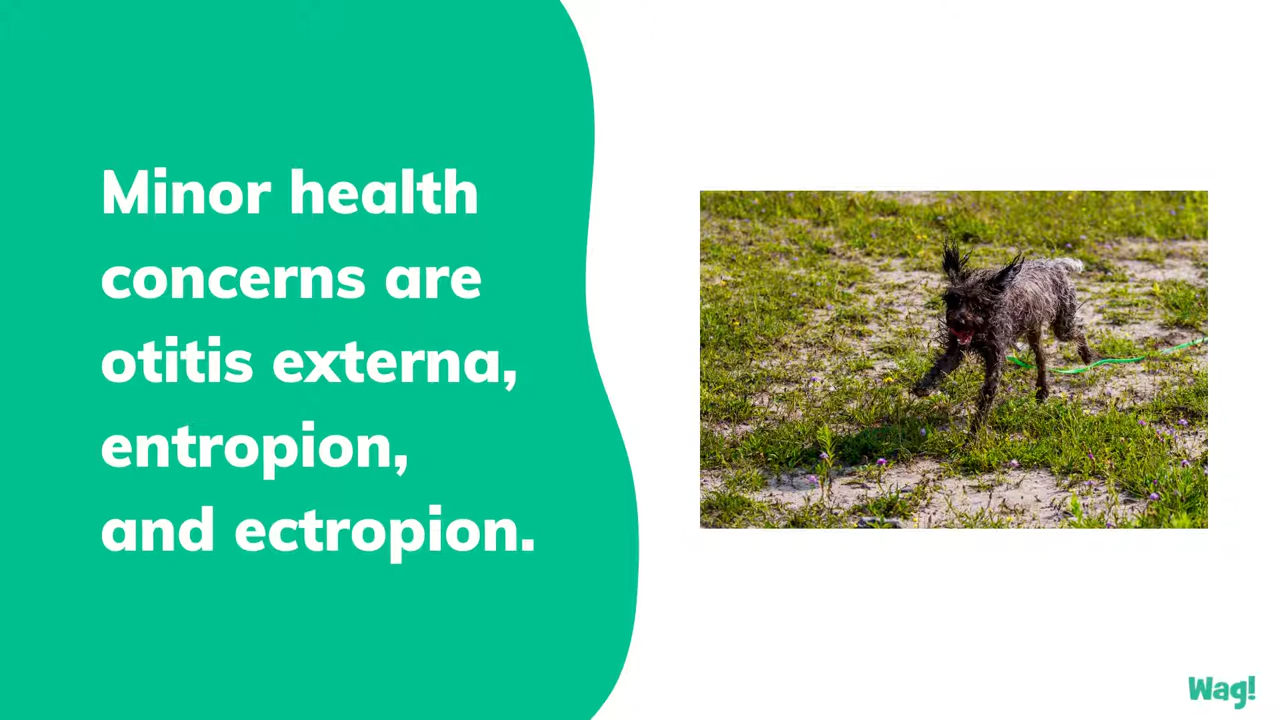 Minor health
concerns are
otitis externa,
entropion,
and ectropion.
Wag!